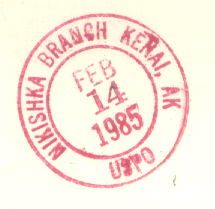 NIKISHKA BRANCH KENAI, AK
FEB
14
1985
USPO